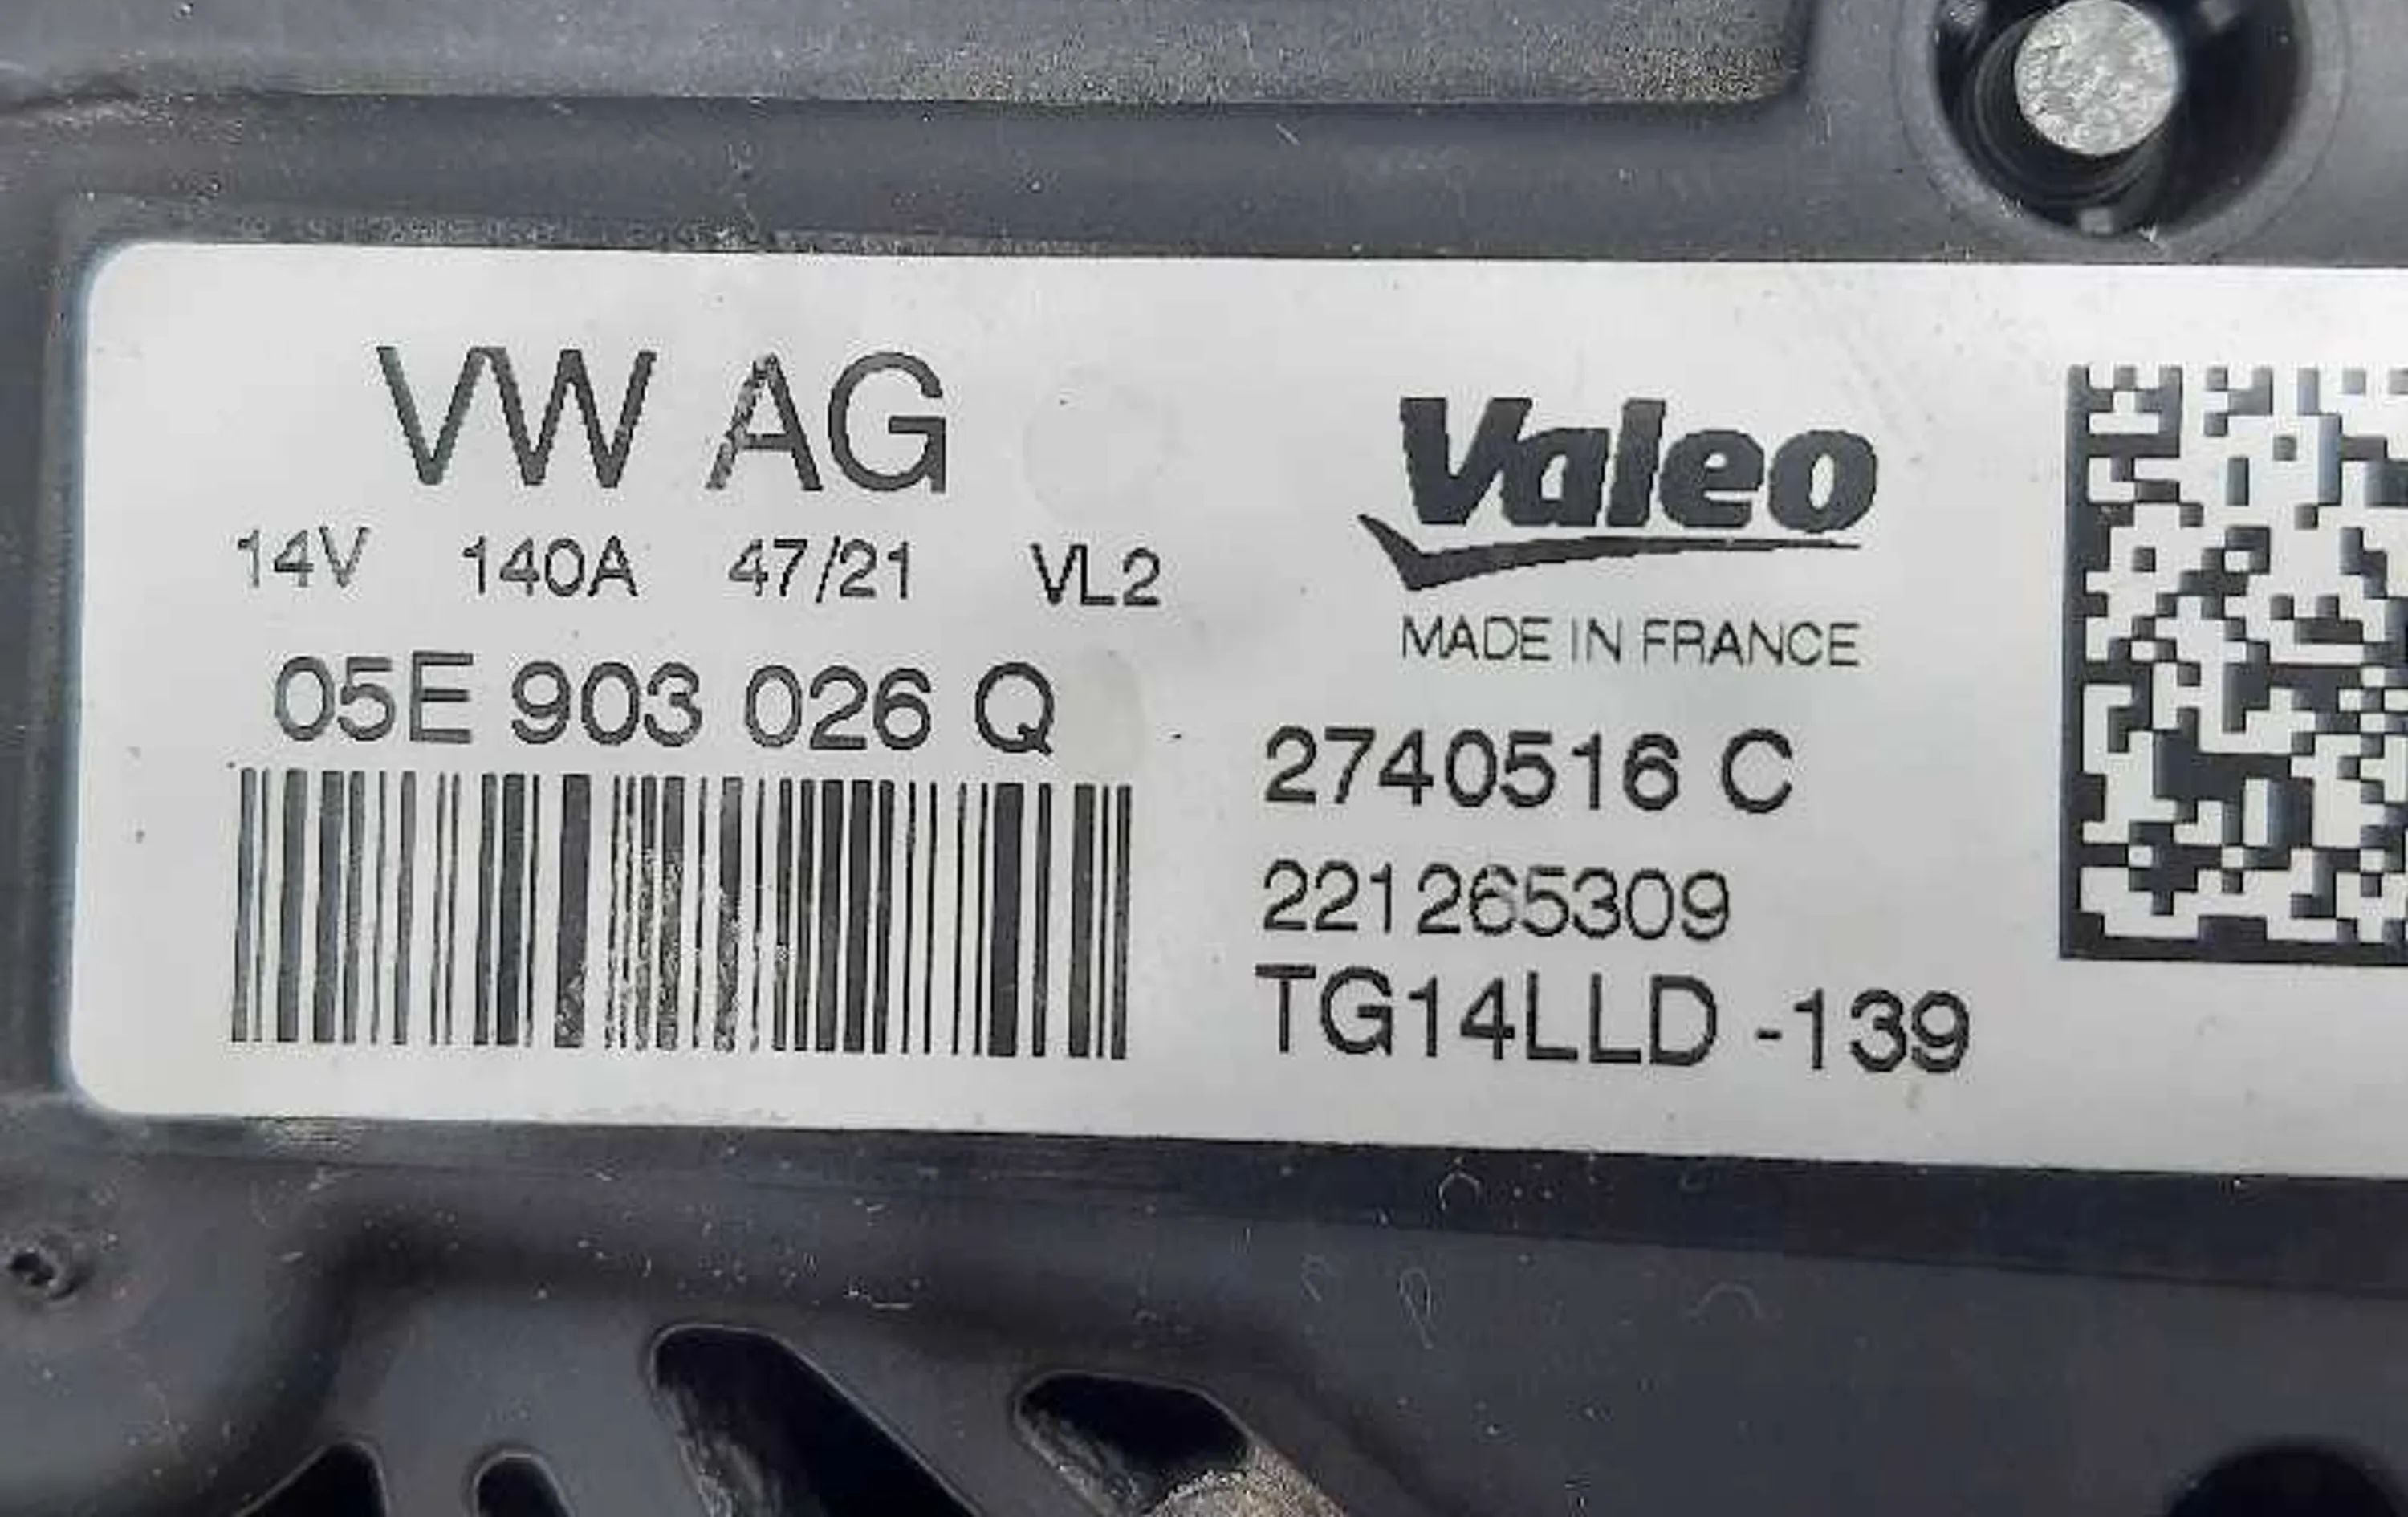 VW AG
14V 140A 47/21 VL2
05E 903 026 Q
Valeo
MADE IN FRANCE
2740516 C
221265309
TG14LLD -139